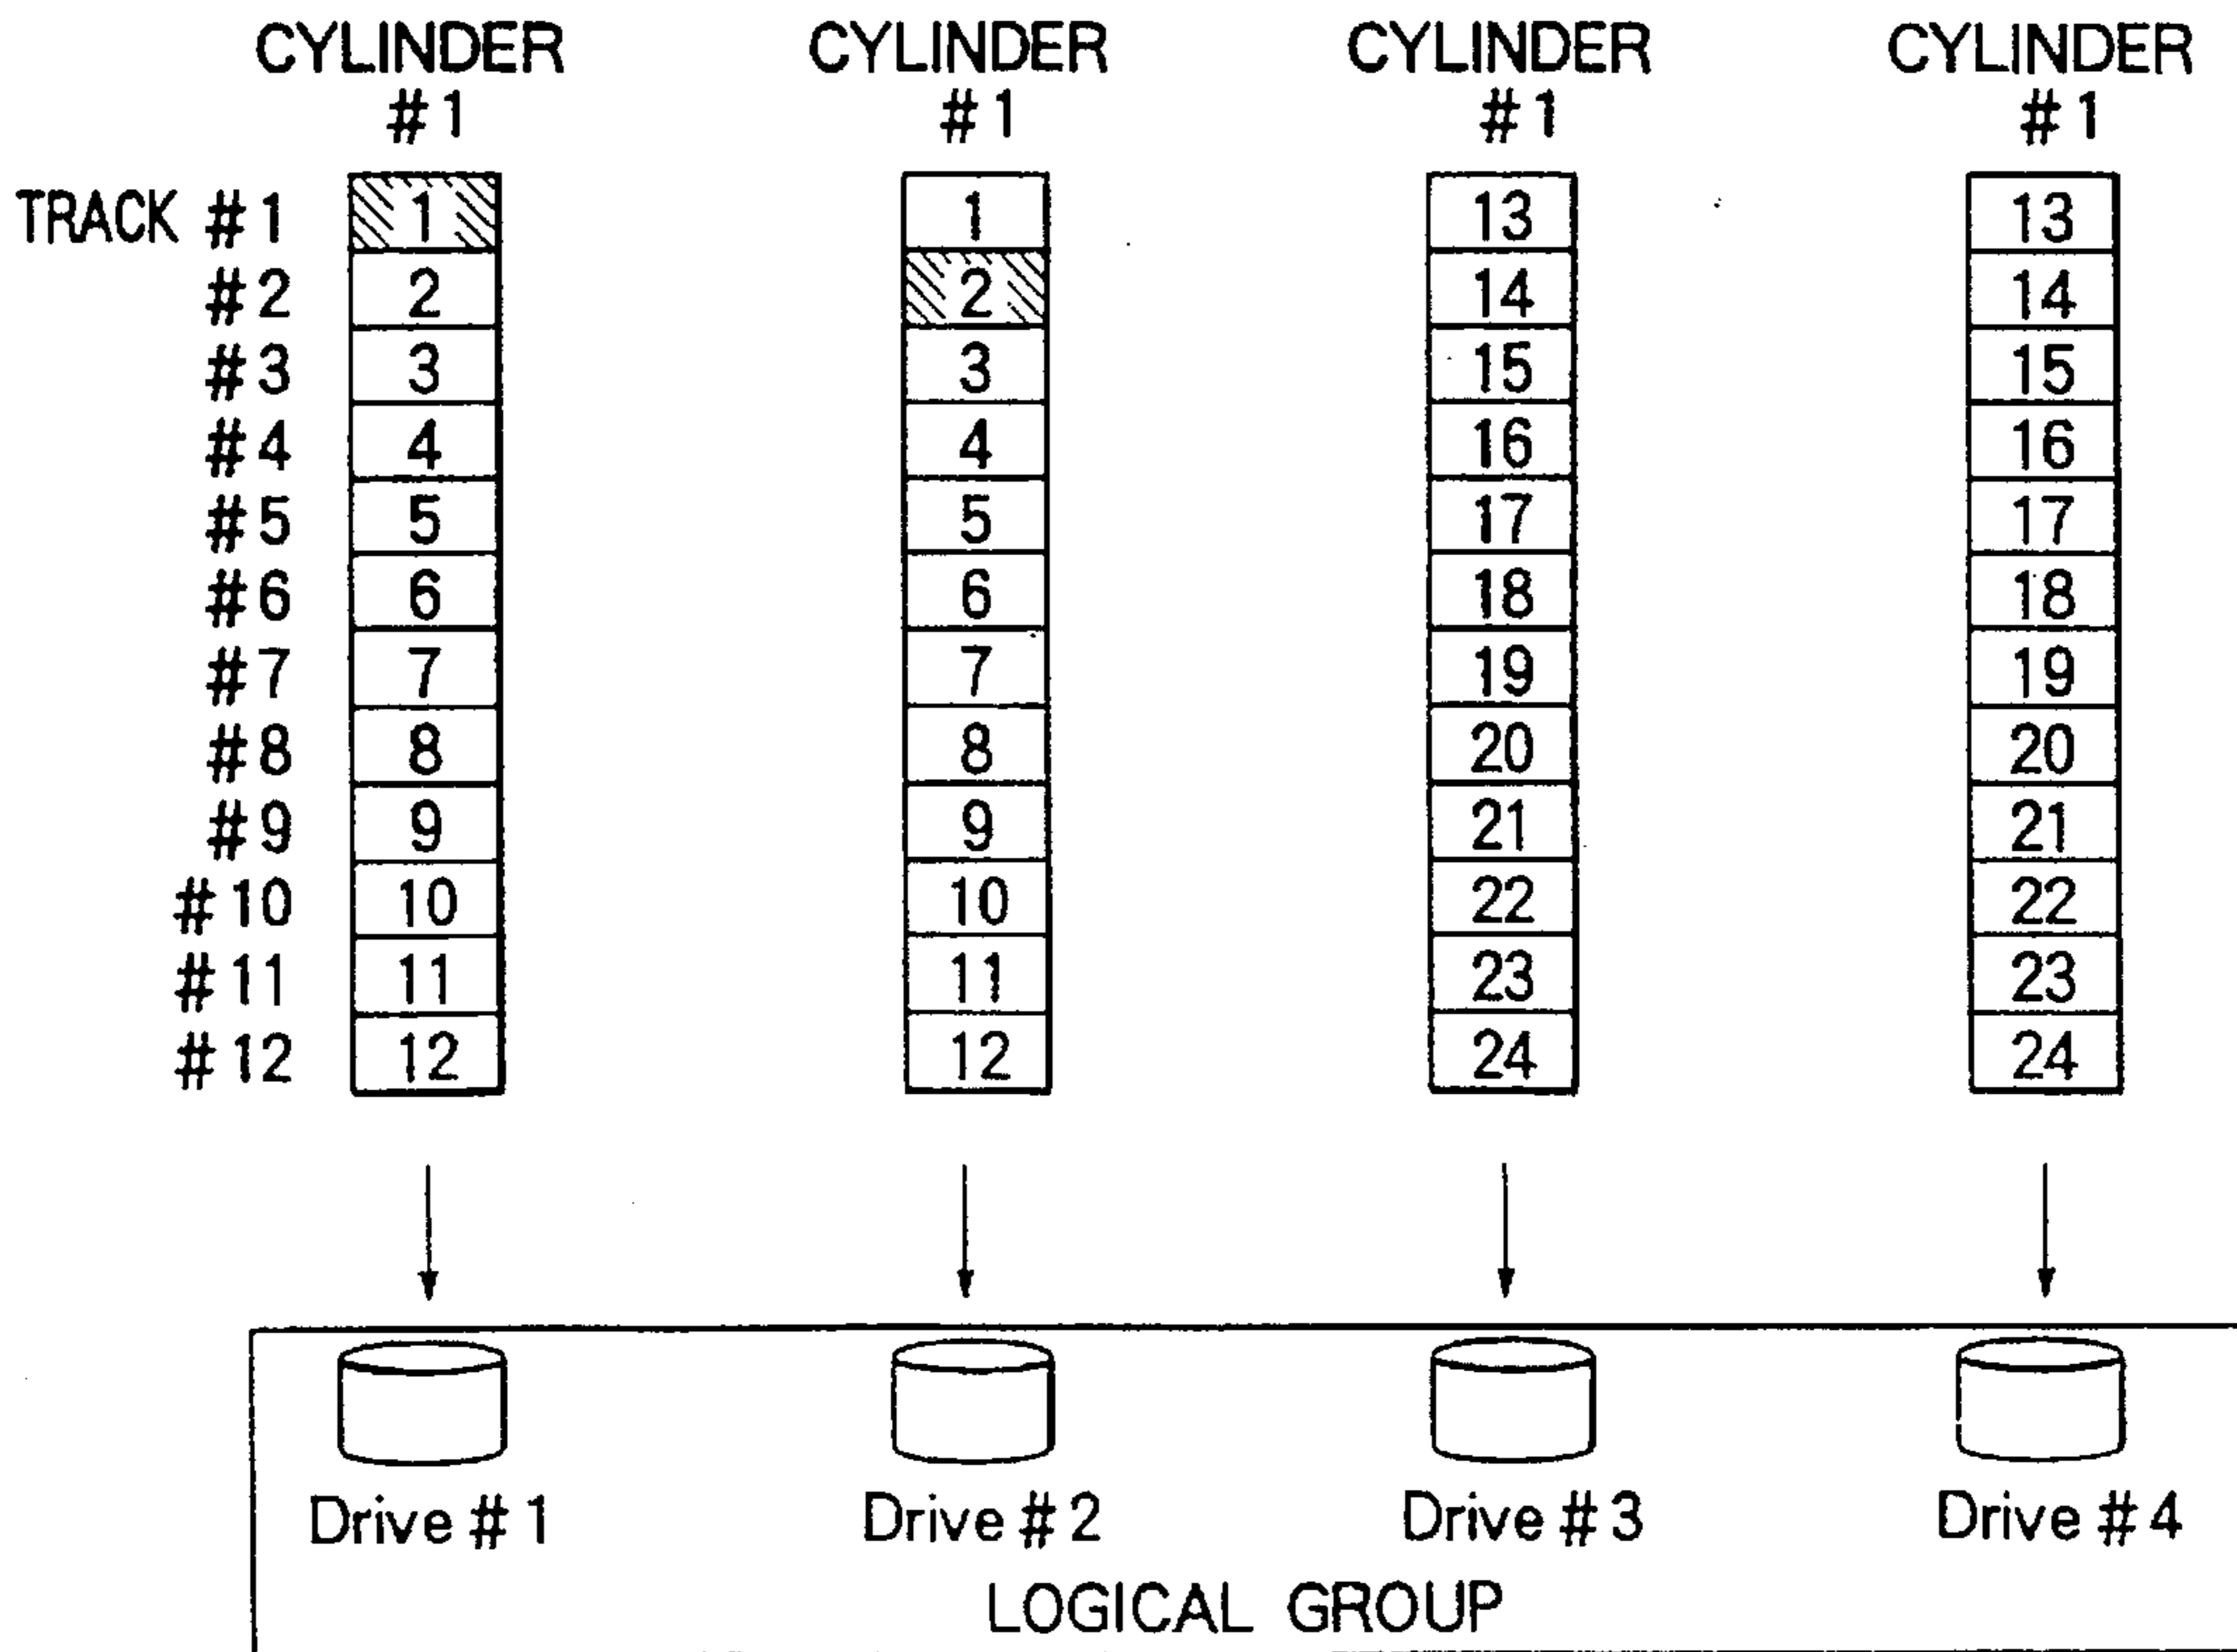 CYLINDER CYLINDER CYLINDER CYLINDER
#1 #1 #1 #1
TRACK #1 1 1 13 13
#2 2 2 14 14
#3 3 3 15 15
#4 4 4 16 16
#5 5 5 17 17
#6 6 6 18 18
#7 7 7 19 19
#8 8 8 20 20
#9 9 9 21 21
#10 10 10 22 22
#11 11 11 23 23
#12 12 12 24 24
Drive #1 Drive #2 Drive #3 Drive #4
LOGICAL GROUP